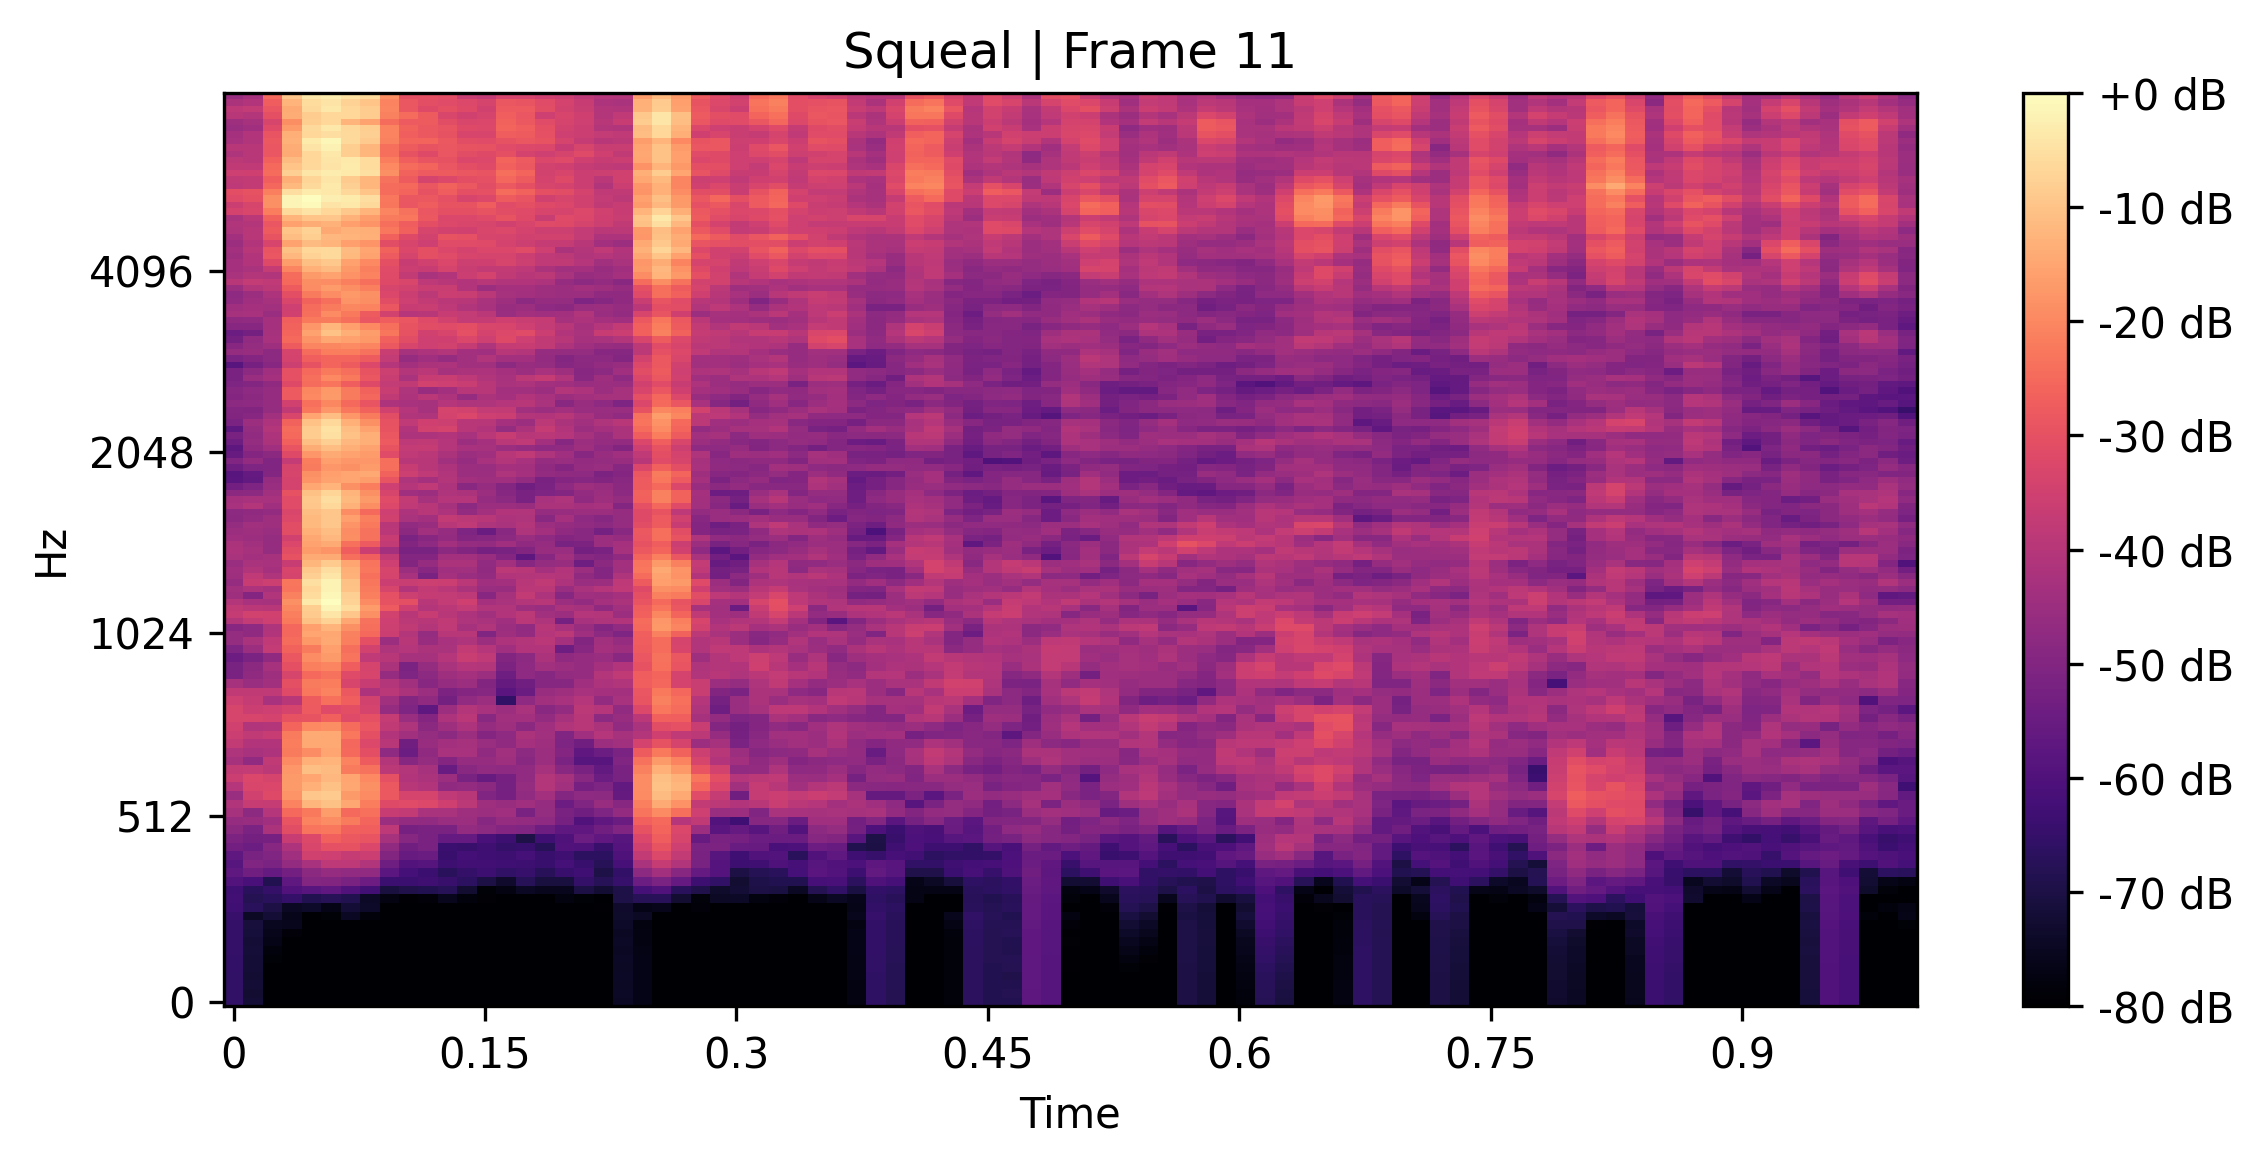 Squeal | Frame 11
+0 dB
-10 dB
-20 dB
-30 dB
-40 dB
-50 dB
-60 dB
-70 dB
-80 dB
4096
2048
1024
512
0
Hz
0 0.15 0.3 0.45 0.6 0.75 0.9
Time